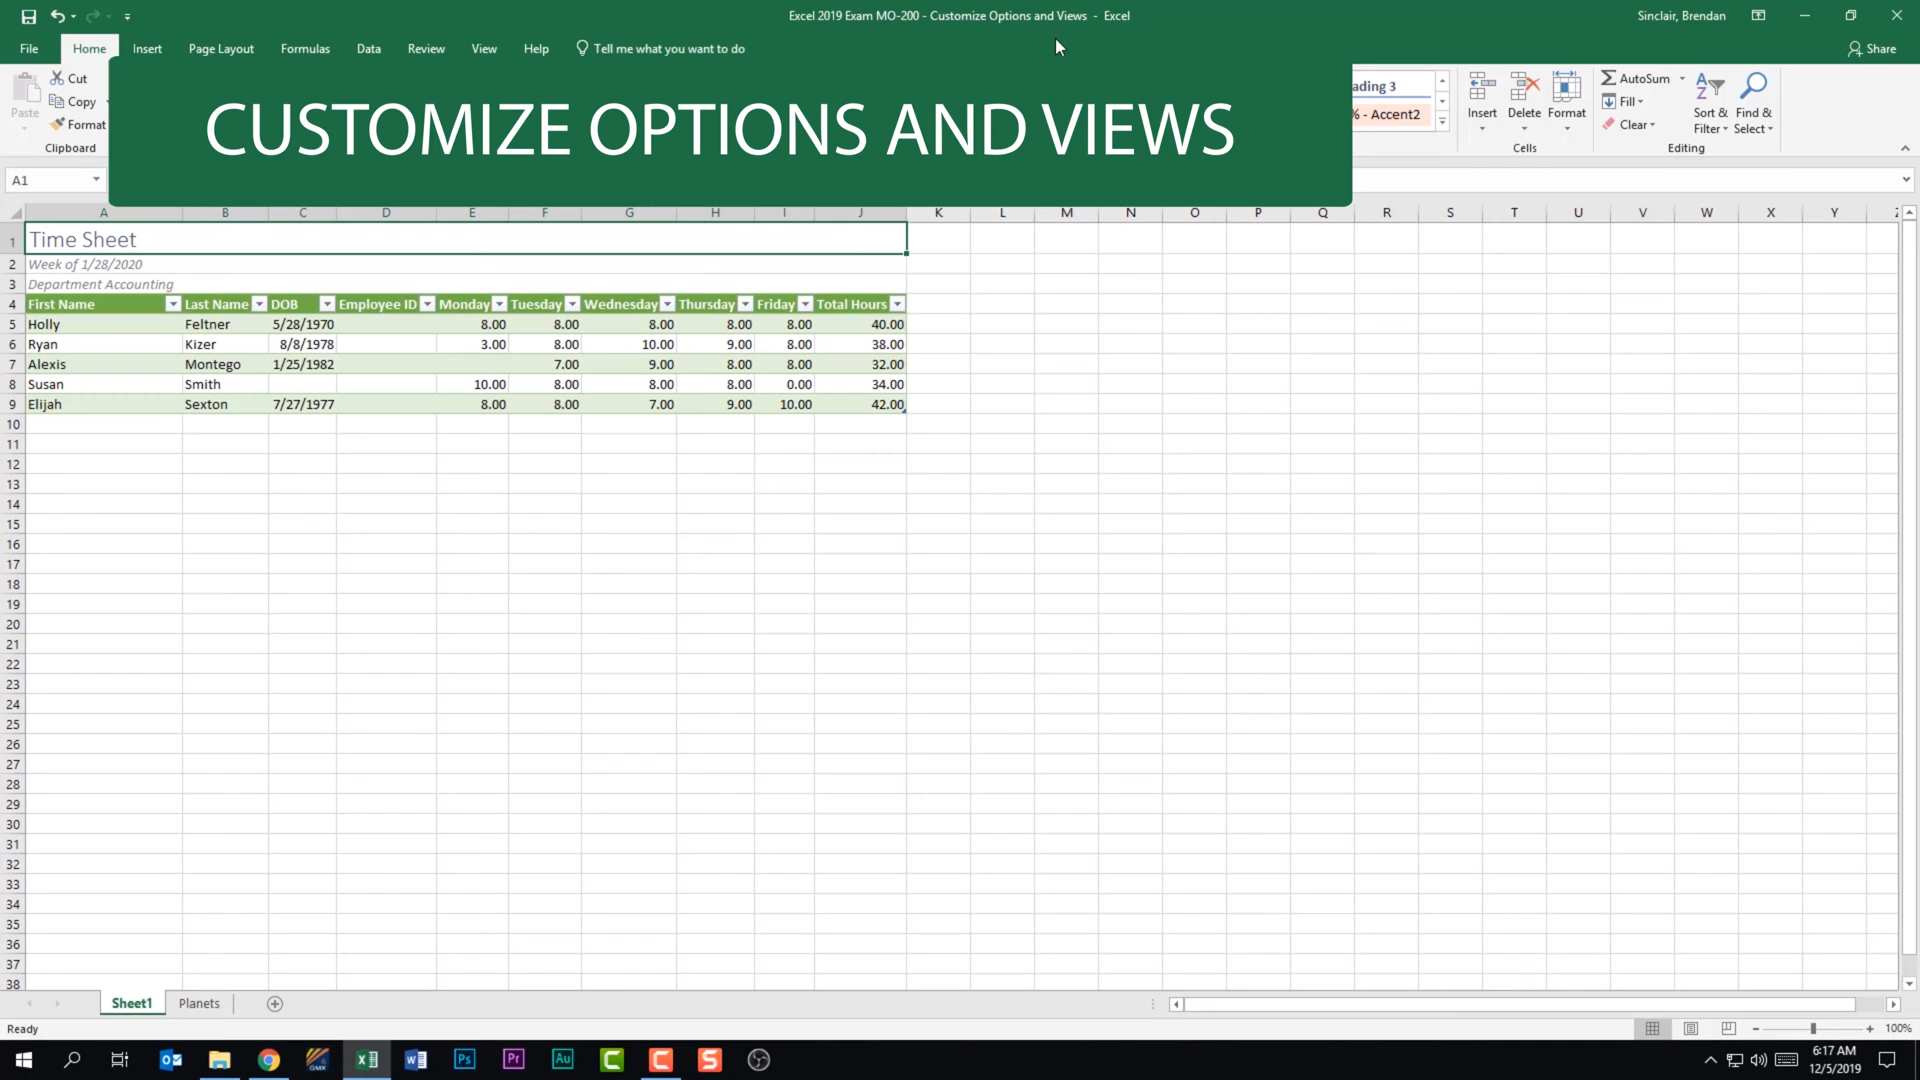 Excel 2019 Exam MO-200 - Customize Options and Views - Excel
Sinclair, Brendan
File Home Insert Page Layout Formulas Data Review View Help Tell me what you want to do Share
CUSTOMIZE OPTIONS AND VIEWS
Paste
Cut
Copy
Format
Clipboard
ading 3
% - Accent2
Insert Delete Format
Cells
AutoSum
Fill
Clear
Sort & Filter
Find & Select
Editing
A1
A B C D E F G H I J K L M N O P Q R S T U V W X Y
1 Time Sheet
2 Week of 1/28/2020
3 Department Accounting
4 First Name Last Name DOB Employee ID Monday Tuesday Wednesday Thursday Friday Total Hours
5 Holly Feltner 5/28/1970 8.00 8.00 8.00 8.00 8.00 40.00
6 Ryan Kizer 8/8/1978 3.00 8.00 10.00 9.00 8.00 38.00
7 Alexis Montego 1/25/1982 7.00 9.00 8.00 8.00 32.00
8 Susan Smith 10.00 8.00 8.00 8.00 0.00 34.00
9 Elijah Sexton 7/27/1977 8.00 8.00 7.00 9.00 10.00 42.00
10
11
12
13
14
15
16
17
18
19
20
21
22
23
24
25
26
27
28
29
30
31
32
33
34
35
36
37
38
Sheet1 Planets
Ready
100%
GMX
Ps Pr Au
6:17 AM
12/5/2019